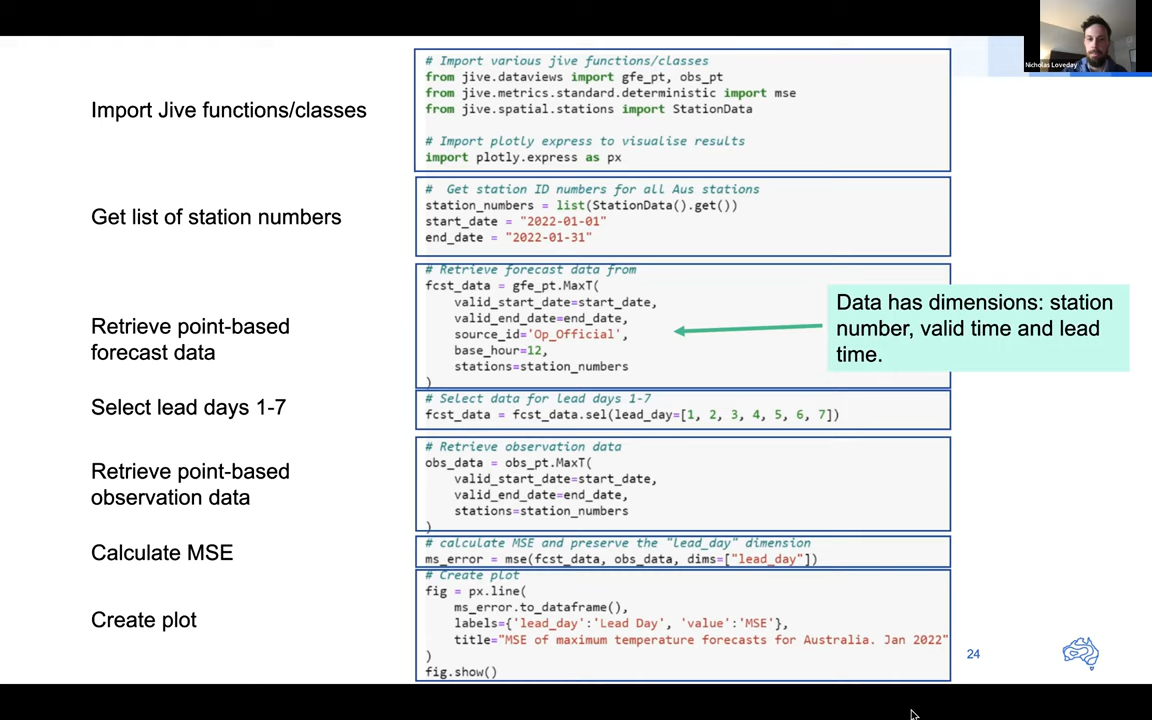 Nicholas Loveday
Import Jive functions/classes
# Import various jive functions/classes
from jive.dataviews import gfe_pt, obs_pt
from jive.metrics.standard.deterministic import mse
from jive.spatial.stations import StationData
# Import plotly express to visualise results
import plotly.express as px
Get list of station numbers
# Get station ID numbers for all Aus stations
station_numbers = list(StationData().get())
start_date = "2022-01-01"
end_date = "2022-01-31"
Retrieve point-based
forecast data
# Retrieve forecast data from
fcst_data = gfe_pt.MaxT(
valid_start_date=start_date,
valid_end_date=end_date,
source_id='Op_Official',
base_hour=12,
stations=station_numbers
)
Data has dimensions: station
number, valid time and lead
time.
Select lead days 1-7
# Select data for lead days 1-7
fcst_data = fcst_data.sel(lead_day=[1, 2, 3, 4, 5, 6, 7])
Retrieve point-based
observation data
# Retrieve observation data
obs_data = obs_pt.MaxT(
valid_start_date=start_date,
valid_end_date=end_date,
stations=station_numbers
)
Calculate MSE
# calculate MSE and preserve the "lead_day" dimension
ms_error = mse(fcst_data, obs_data, dims=["lead_day"])
Create plot
# Create plot
fig = px.line(
ms_error.to_dataframe(),
labels={'lead_day':'Lead Day', 'value':'MSE'},
title="MSE of maximum temperature forecasts for Australia. Jan 2022"
)
fig.show()
24